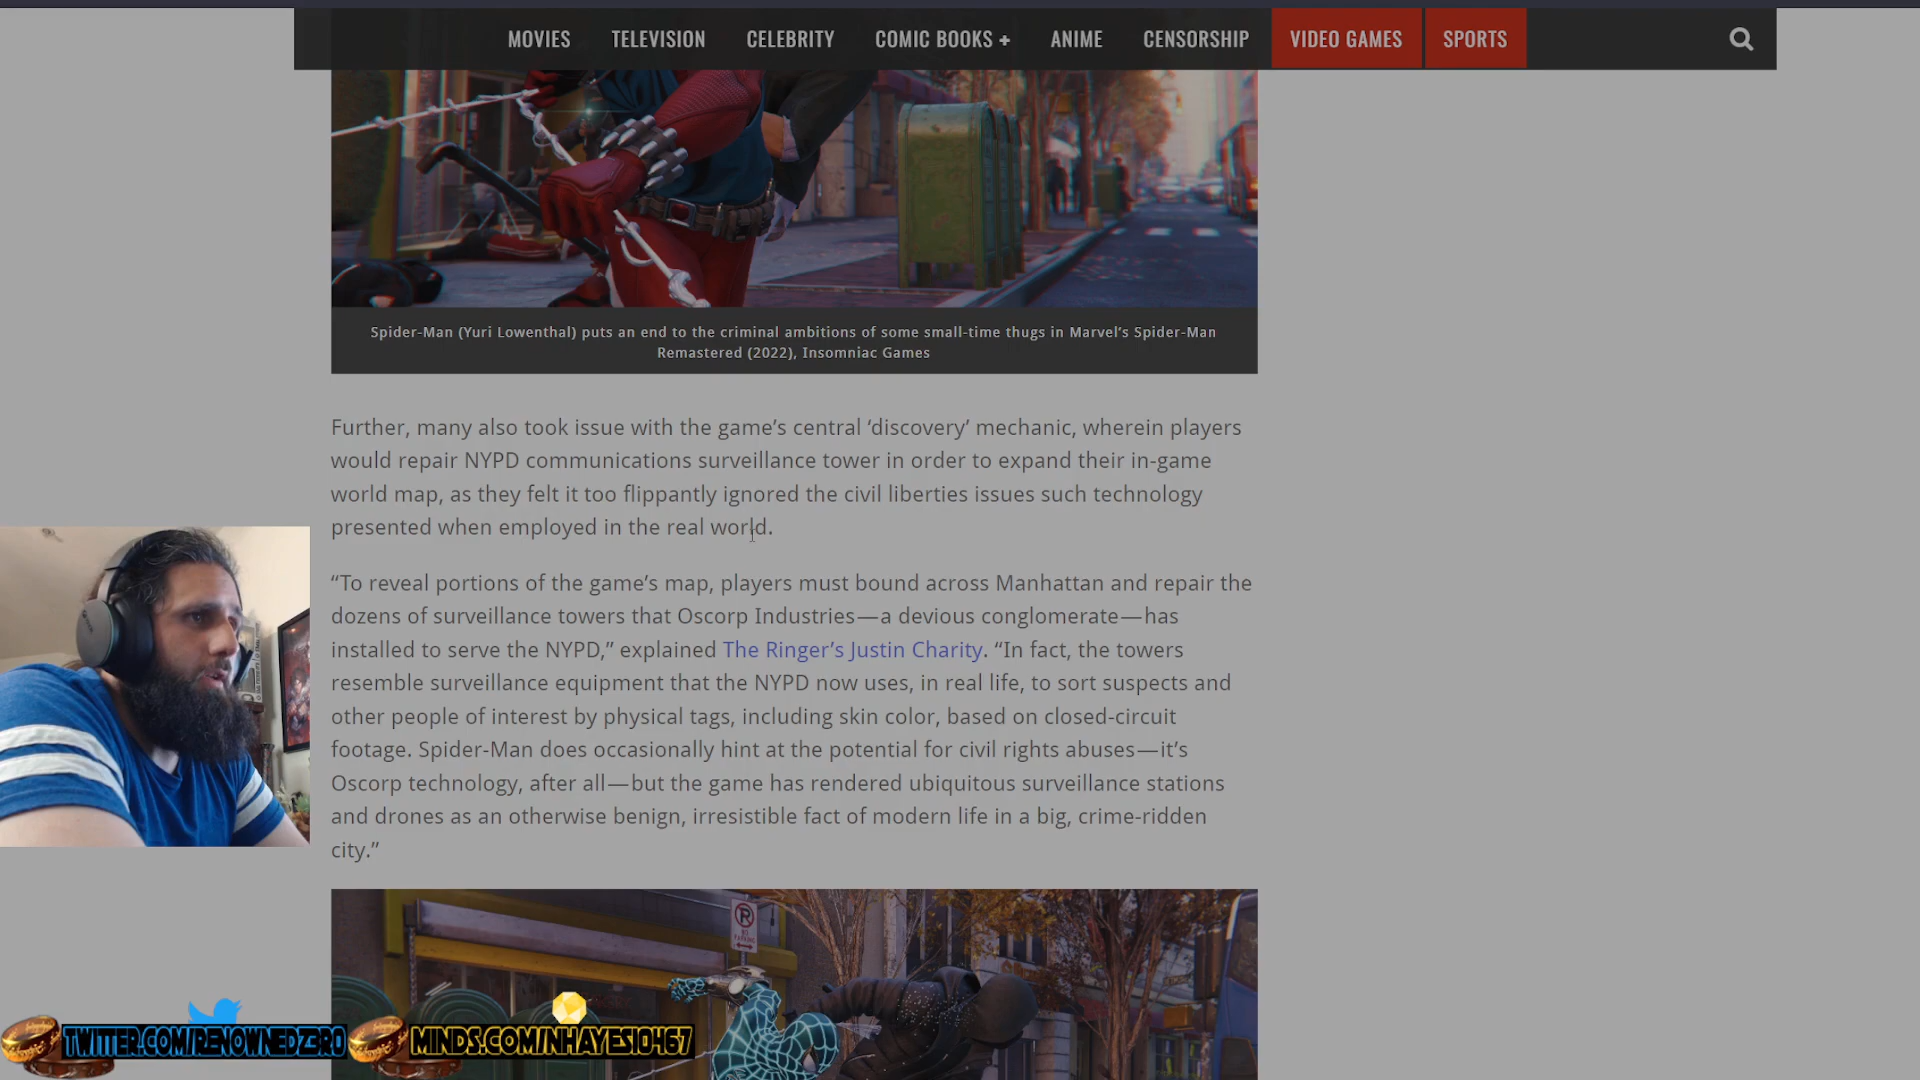 MOVIES TELEVISION CELEBRITY COMIC BOOKS + ANIME CENSORSHIP VIDEO GAMES SPORTS
Spider-Man (Yuri Lowenthal) puts an end to the criminal ambitions of some small-time thugs in Marvel's Spider-Man
Remastered (2022), Insomniac Games
Further, many also took issue with the game's central 'discovery' mechanic, wherein players
would repair NYPD communications surveillance tower in order to expand their in-game
world map, as they felt it too flippantly ignored the civil liberties issues such technology
presented when employed in the real world.
“To reveal portions of the game's map, players must bound across Manhattan and repair the
dozens of surveillance towers that Oscorp Industries—a devious conglomerate—has
installed to serve the NYPD,” explained The Ringer's Justin Charity. “In fact, the towers
resemble surveillance equipment that the NYPD now uses, in real life, to sort suspects and
other people of interest by physical tags, including skin color, based on closed-circuit
footage. Spider-Man does occasionally hint at the potential for civil rights abuses—it's
Oscorp technology, after all—but the game has rendered ubiquitous surveillance stations
and drones as an otherwise benign, irresistible fact of modern life in a big, crime-ridden
city.”
P
NO
PARKING
TWITTER.COM/RENOWNEDZ3R0 MINDS.COM/NHAYES10467